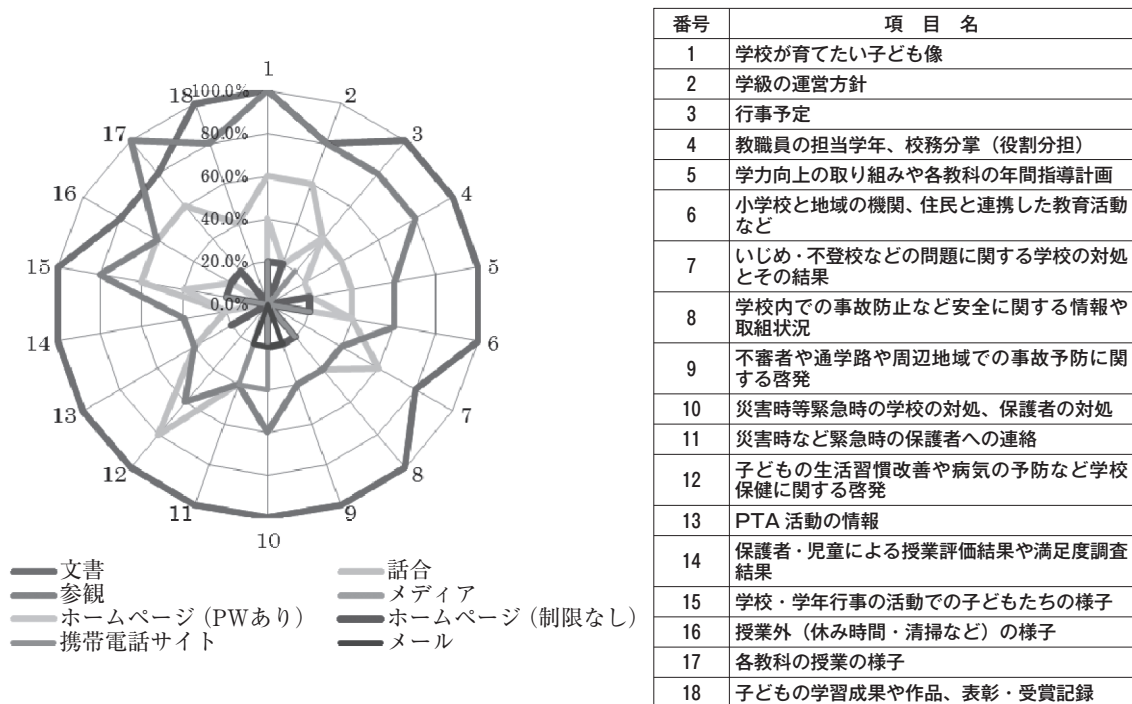 1
2
3
4
5
6
7
8
9
10
11
12
13
14
15
16
17
18
100.0%
80.0%
60.0%
40.0%
20.0%
0.0%
文書
話合
参観
メディア
ホームページ（PWあり）
ホームページ（制限なし）
携帯電話サイト
メール
番号 項目名
1 学校が育てたい子ども像
2 学級の運営方針
3 行事予定
4 教職員の担当学年、校務分掌（役割分担）
5 学力向上の取り組みや各教科の年間指導計画
6 小学校と地域の機関、住民と連携した教育活動
など
7 いじめ・不登校などの問題に関する学校の対処
とその結果
8 学校内での事故防止など安全に関する情報や
取組状況
9 不審者や通学路や周辺地域での事故予防に関
する啓発
10 災害時等緊急時の学校の対処、保護者の対処
11 災害時など緊急時の保護者への連絡
12 子どもの生活習慣改善や病気の予防など学校
保健に関する啓発
13 PTA 活動の情報
14 保護者・児童による授業評価結果や満足度調査
結果
15 学校・学年行事の活動での子どもたちの様子
16 授業外（休み時間・清掃など）の様子
17 各教科の授業の様子
18 子どもの学習成果や作品、表彰・受賞記録